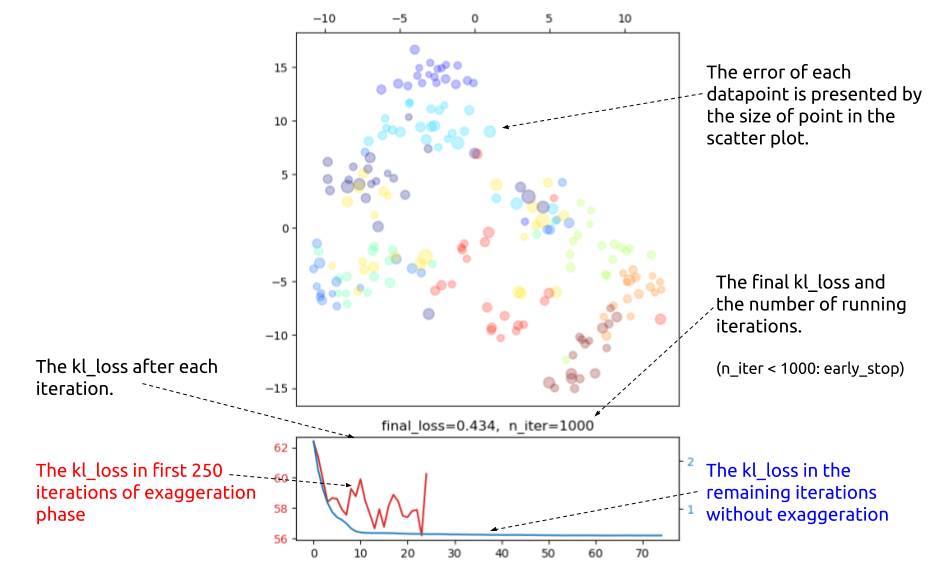 −10 −5 0 5 10
15
10
5
0
−5
−10
−15
The error of each
datapoint is presented by
the size of point in the
scatter plot.
The final kl_loss and
the number of running
iterations.
(n_iter < 1000: early_stop)
The kl_loss after each
iteration.
final_loss=0.434, n_iter=1000
The kl_loss in first 250
iterations of exaggeration
phase
62
60
58
56
2
1
0 10 20 30 40 50 60 70
The kl_loss in the
remaining iterations
without exaggeration